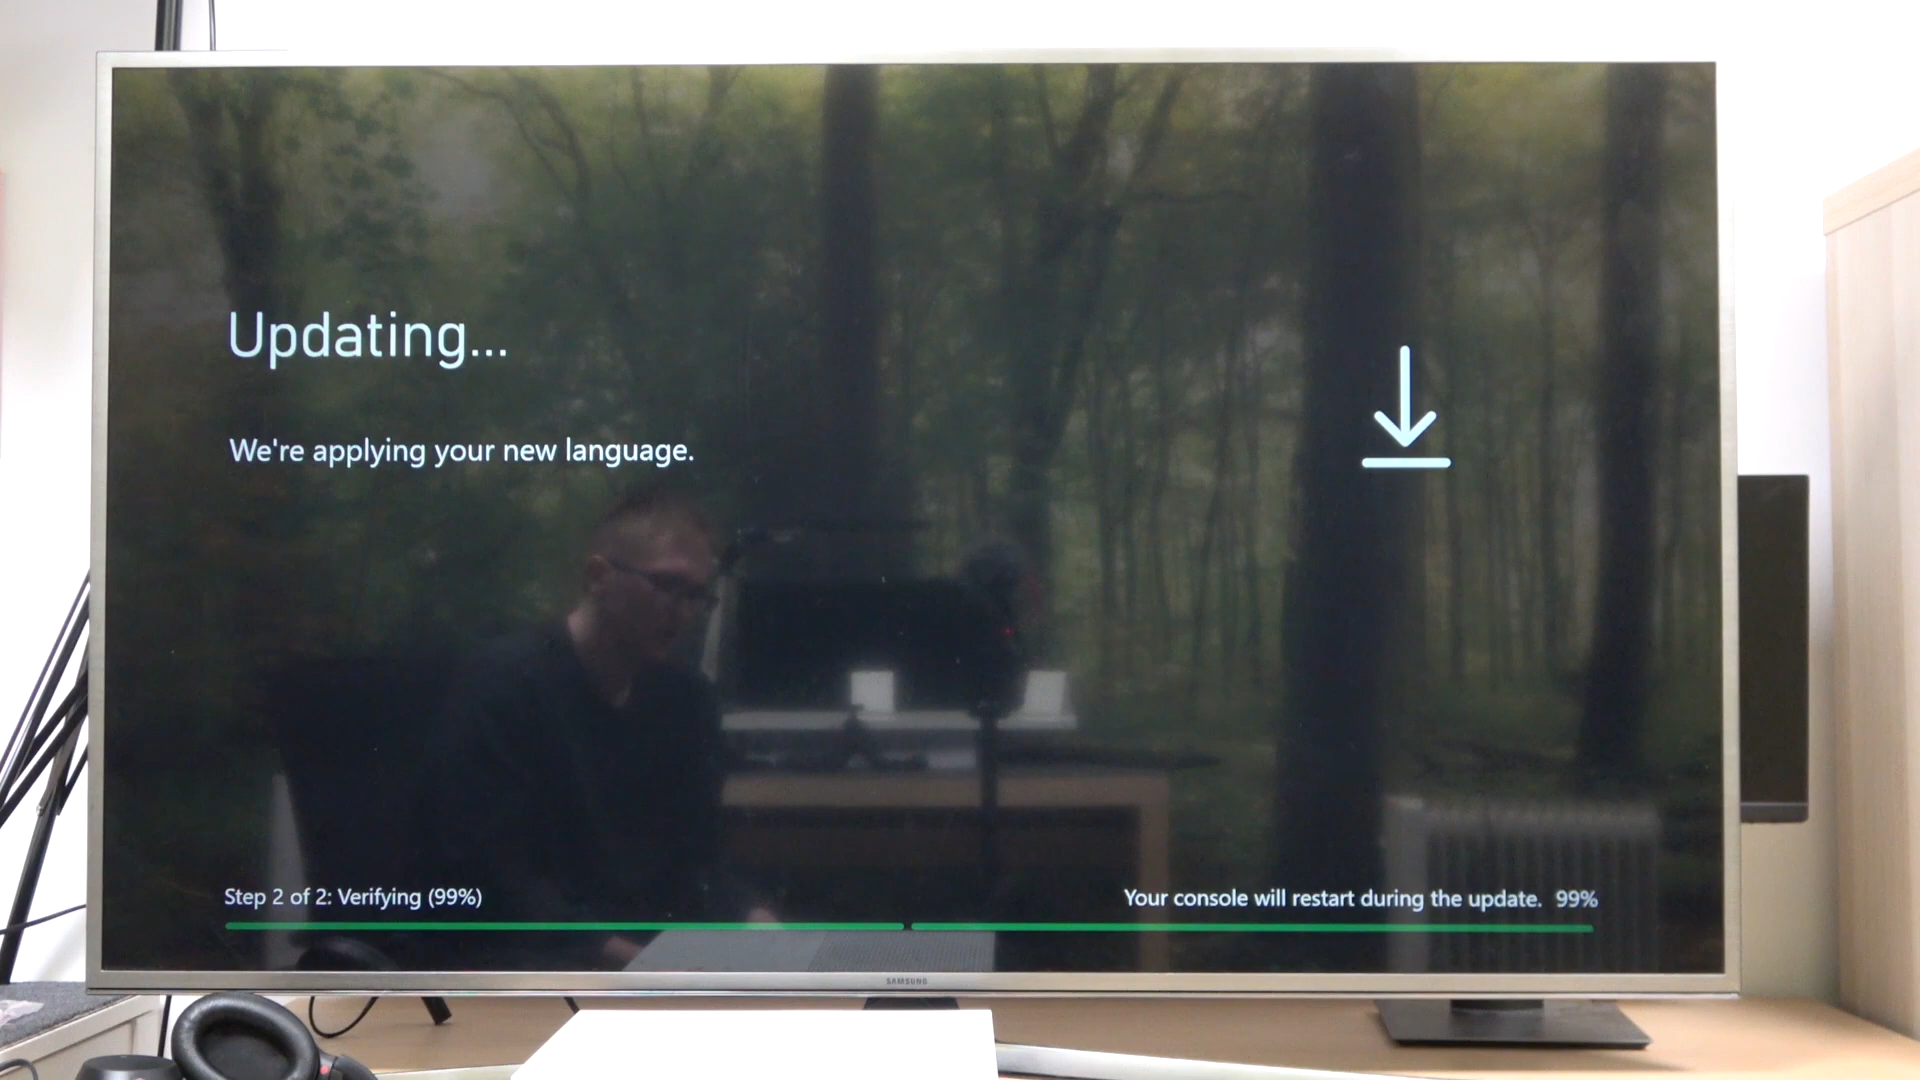 Updating...
We're applying your new language.
Step 2 of 2: Verifying (99%)
Your console will restart during the update. 99%
SAMSUNG